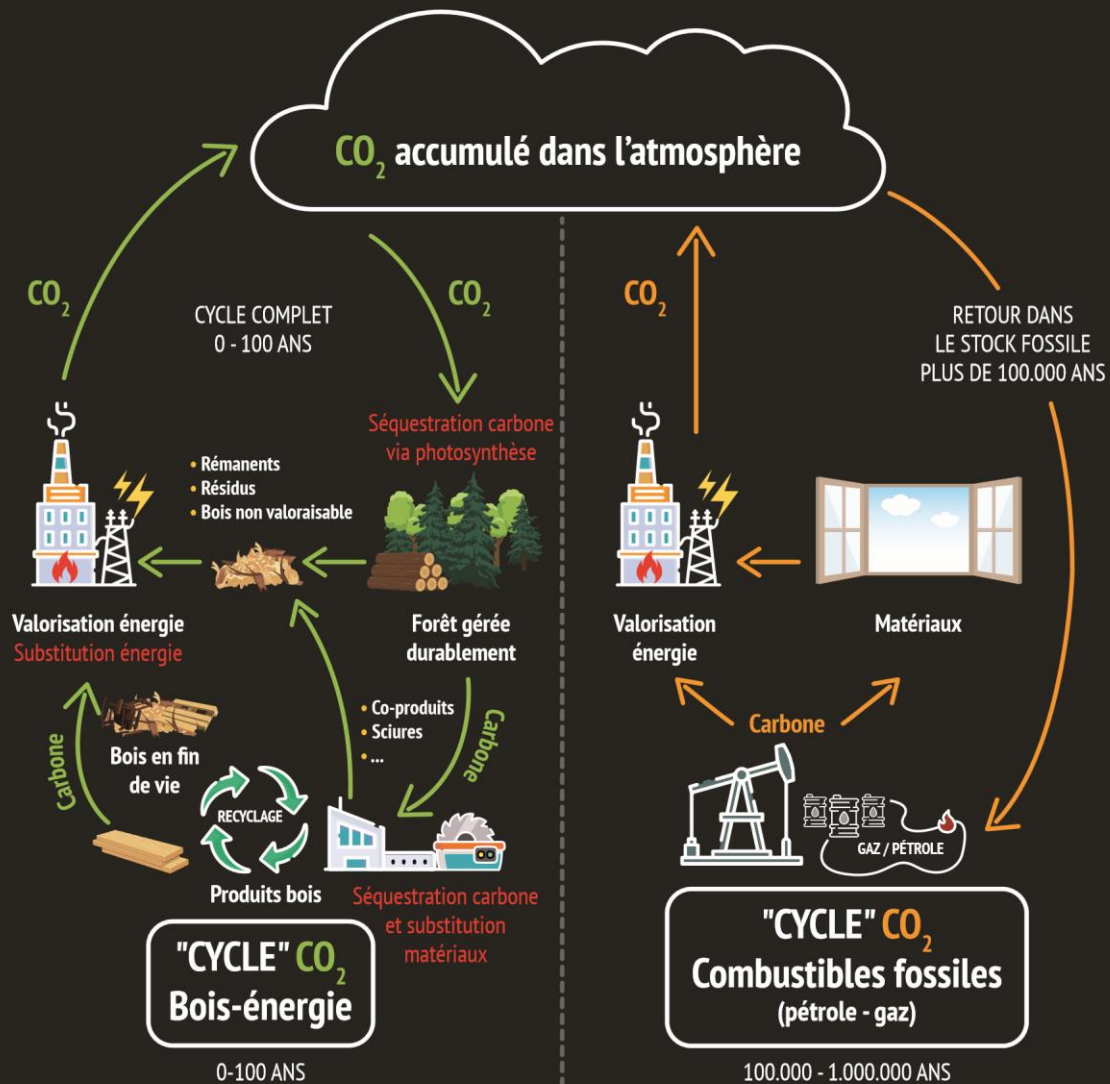 CO₂ accumulé dans l'atmosphère
CO₂
CYCLE COMPLET
0 - 100 ANS
CO₂
Séquestration carbone
via photosynthèse
• Rémanents
• Résidus
• Bois non valoraisable
Valorisation énergie
Substitution énergie
Forêt gérée
durablement
Carbone
Bois en fin
de vie
• Co-produits
• Sciures
• ...
Carbone
RECYCLAGE
Produits bois
Séquestration carbone
et substitution
matériaux
"CYCLE" CO₂
Bois-énergie
0-100 ANS
CO₂
RETOUR DANS
LE STOCK FOSSILE
PLUS DE 100.000 ANS
Valorisation
énergie
Matériaux
Carbone
GAZ / PÉTROLE
"CYCLE" CO₂
Combustibles fossiles
(pétrole - gaz)
100.000 - 1.000.000 ANS